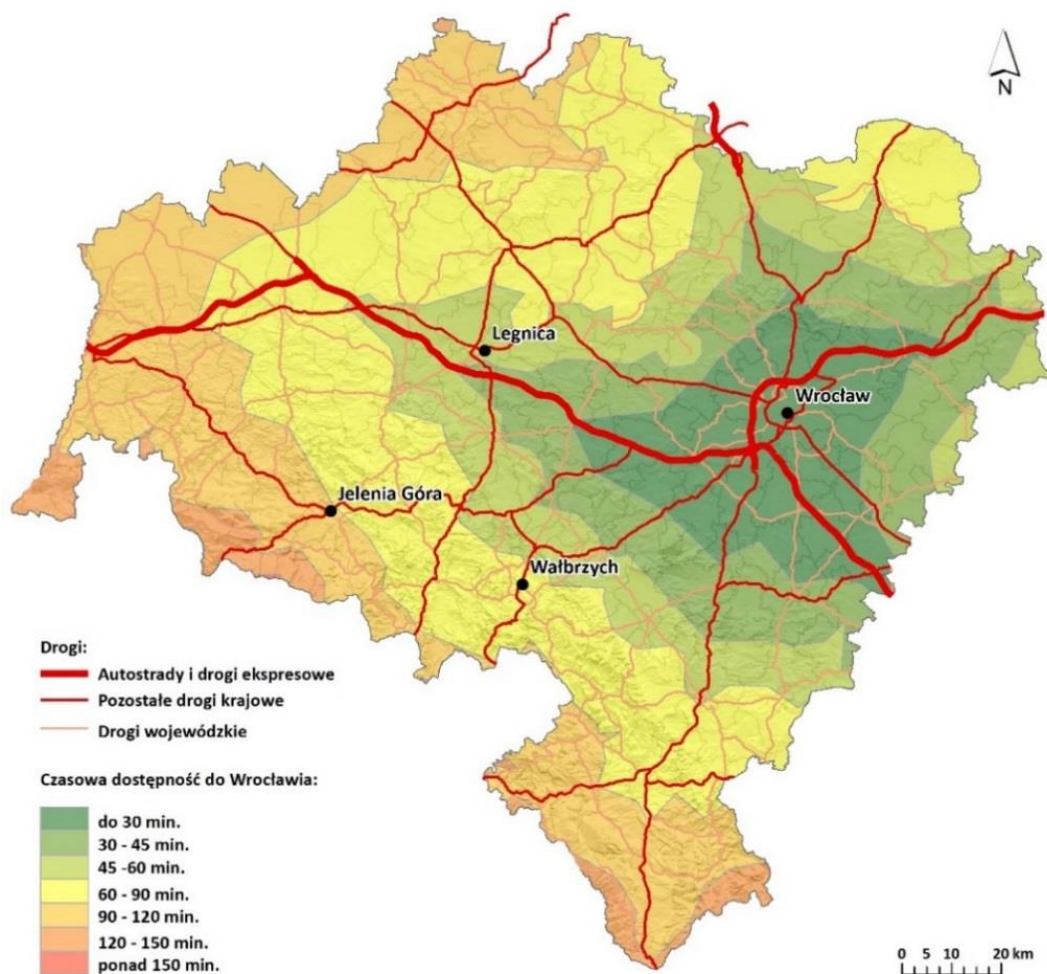 N
Legnica
Wrocław
Jelenia Góra
Wałbrzych
Drogi:
Autostrady i drogi ekspresowe
Pozostałe drogi krajowe
Drogi wojewódzkie
Czasowa dostępność do Wrocławia:
do 30 min.
30 - 45 min.
45 -60 min.
60 - 90 min.
90 - 120 min.
120 - 150 min.
ponad 150 min.
0 5 10 20 km